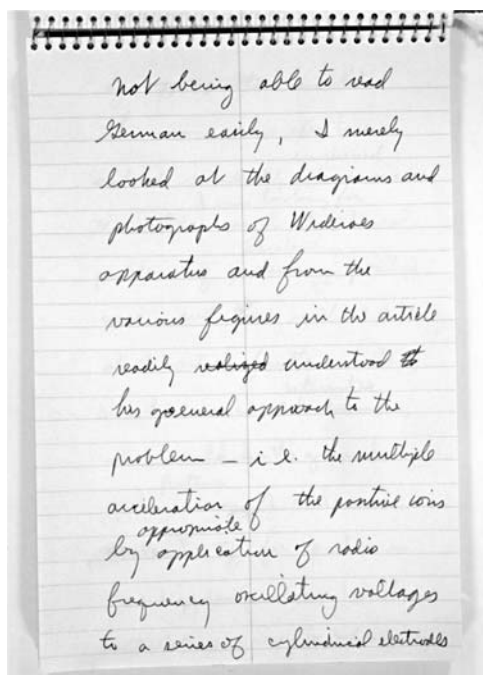 not being able to read
German easily, I merely
looked at the diagrams and
photographs of Wideroes
apparatus and from the
various figures in the article
readily realized understood
his general approach to the
problem — i.e. the multiple
acceleration of the positive ions
appropriate
by application of radio
frequency oscillating voltages
to a series of cylindrical electrodes